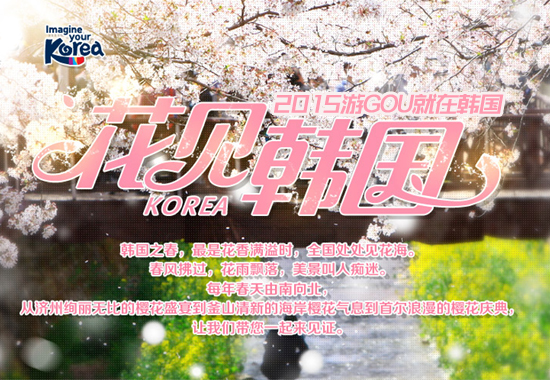 Imagine
your
Korea
2015游GOU就在韩国
花见韩国
KOREA
韩国之春，最是花香满溢时，全国处处见花海。
春风拂过，花雨飘落，美景叫人痴迷。
每年春天由南向北，
从济州绚丽无比的樱花盛宴到釜山清新的海岸樱花气息到首尔浪漫的樱花庆典，
让我们带您一起来见证。